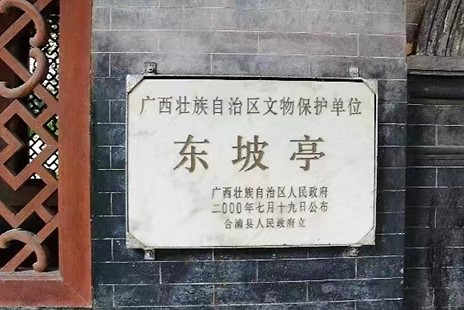 广西壮族自治区文物保护单位
东坡亭
广西壮族自治区人民政府
二000年七月十九日公布
合浦县人民政府立